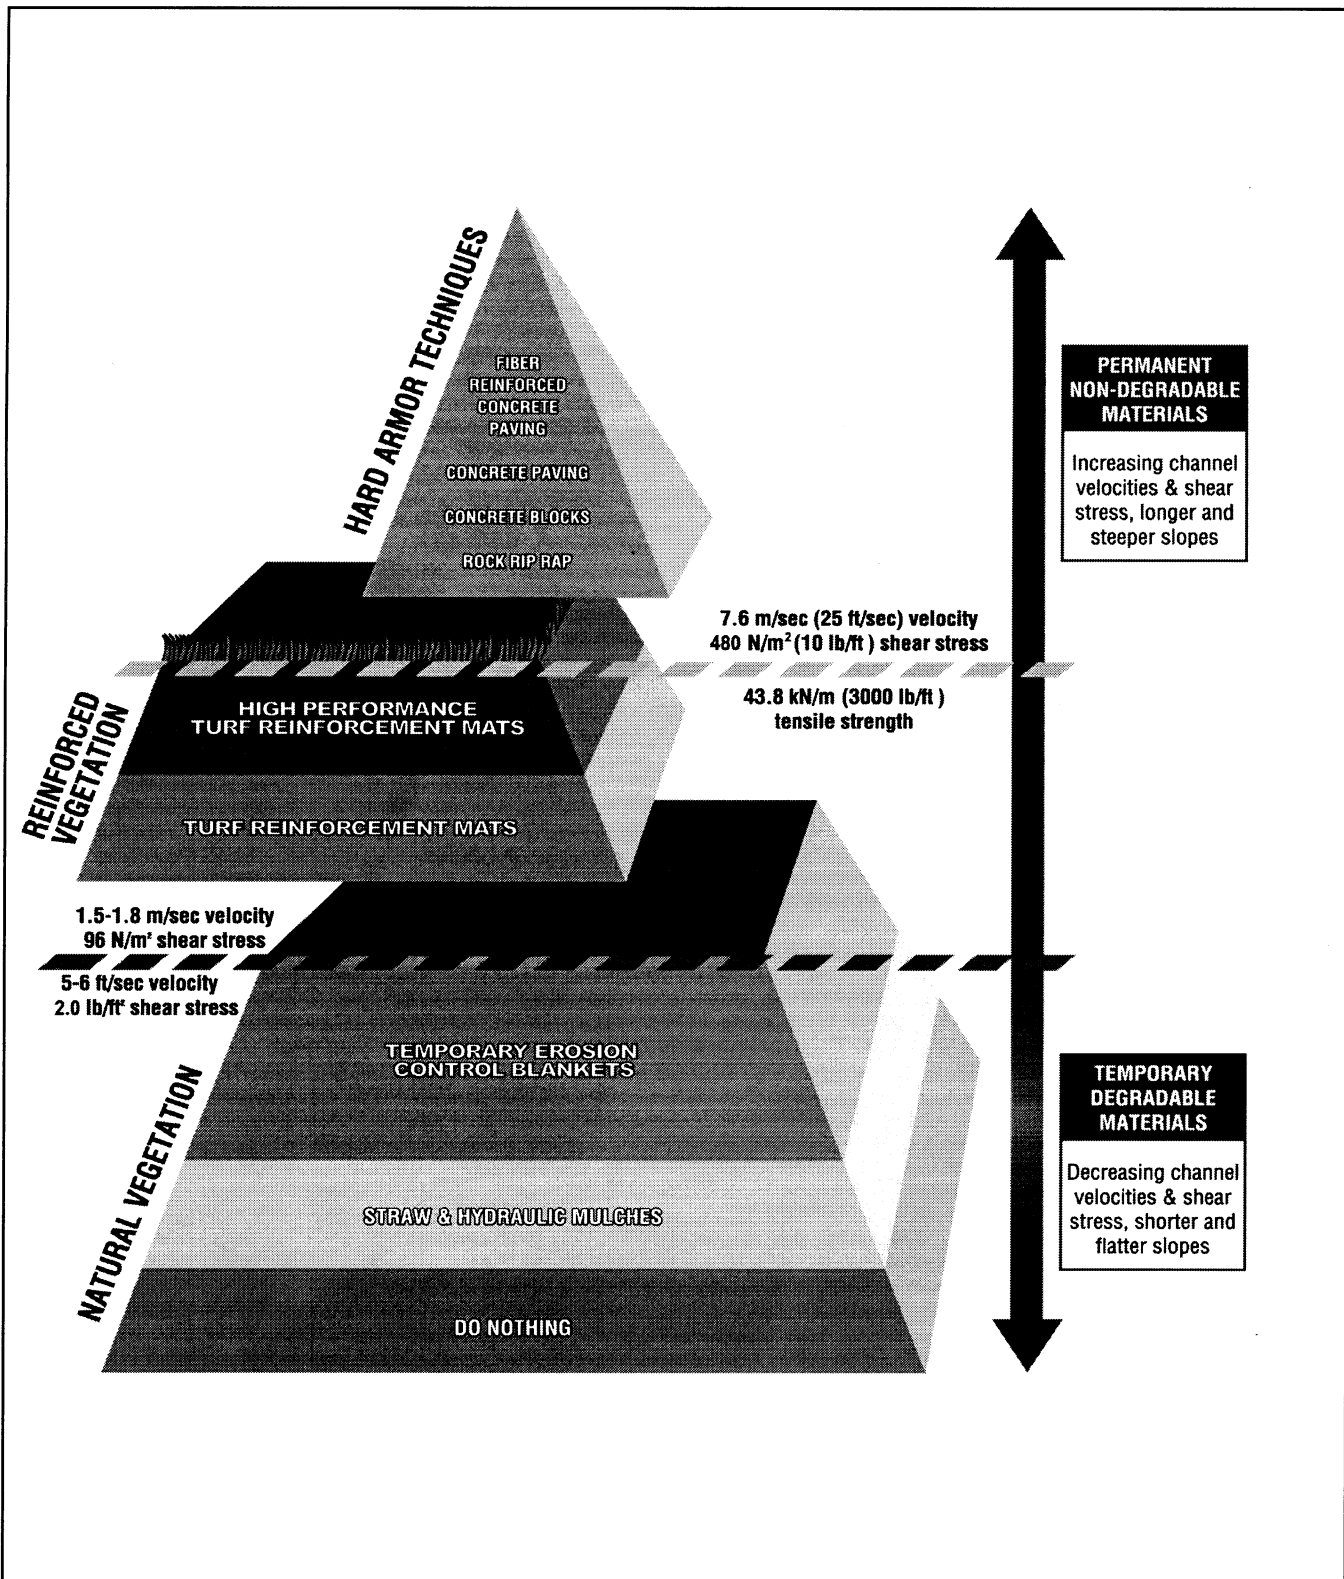 HARD ARMOR TECHNIQUES
FIBER
REINFORCED
CONCRETE
PAVING
CONCRETE PAVING
CONCRETE BLOCKS
ROCK RIP RAP
PERMANENT
NON-DEGRADABLE
MATERIALS
Increasing channel
velocities & shear
stress, longer and
steeper slopes
7.6 m/sec (25 ft/sec) velocity
480 N/m² (10 lb/ft ) shear stress
43.8 kN/m (3000 lb/ft )
tensile strength
REINFORCED
VEGETATION
HIGH PERFORMANCE
TURF REINFORCEMENT MATS
TURF REINFORCEMENT MATS
1.5-1.8 m/sec velocity
96 N/m² shear stress
5-6 ft/sec velocity
2.0 lb/ft² shear stress
NATURAL VEGETATION
TEMPORARY EROSION
CONTROL BLANKETS
STRAW & HYDRAULIC MULCHES
DO NOTHING
TEMPORARY
DEGRADABLE
MATERIALS
Decreasing channel
velocities & shear
stress, shorter and
flatter slopes